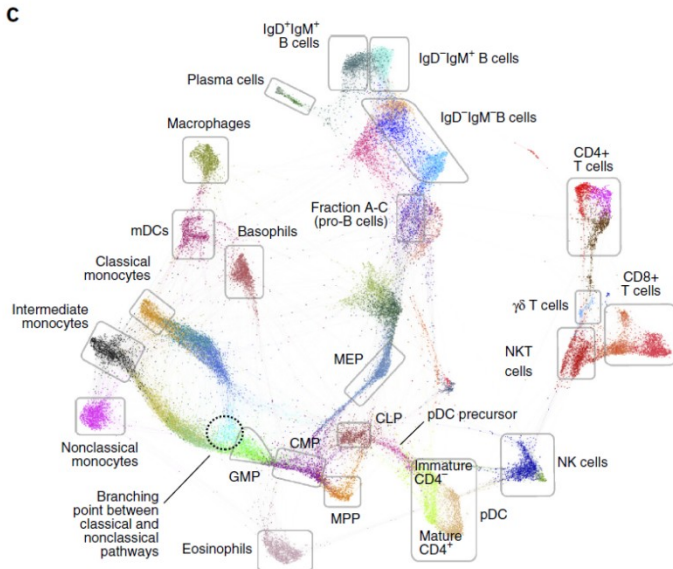 c
IgD⁺IgM⁺
B cells
IgD⁻IgM⁺ B cells
Plasma cells
IgD⁻IgM⁻B cells
Macrophages
CD4+
T cells
mDCs
Basophils
Fraction A-C
(pro-B cells)
Classical
monocytes
CD8+
T cells
γδ T cells
Intermediate
monocytes
NKT
cells
MEP
CLP
pDC precursor
Nonclassical
monocytes
CMP
GMP
Immature
CD4⁻
NK cells
MPP
pDC
Branching
point between
classical and
nonclassical
pathways
Mature
CD4⁺
Eosinophils